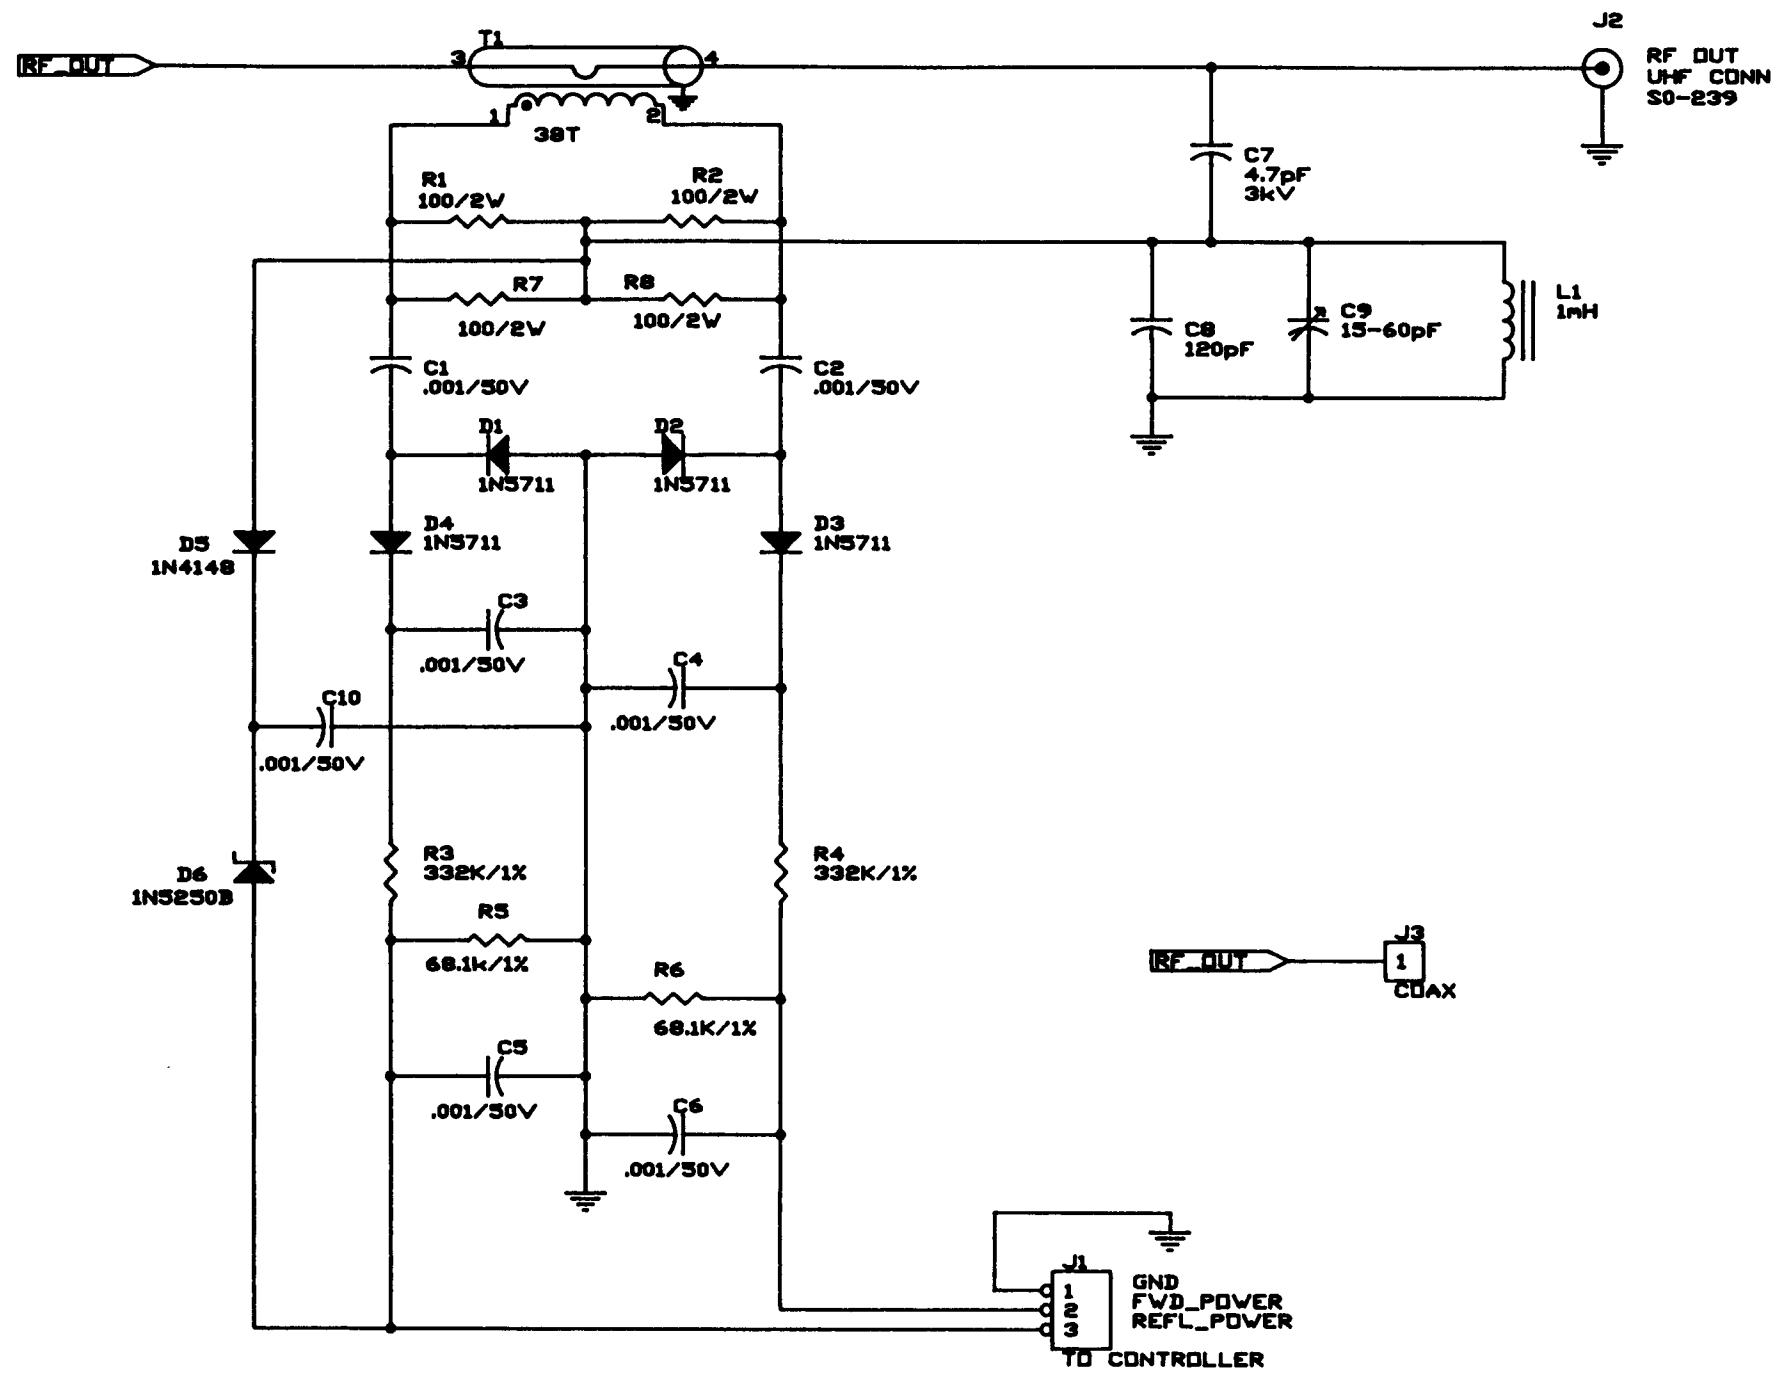 J2
T1
RF_OUT
3
4
RF OUT
UHF CONN
SO-239
1
2
38T
C7
4.7pF
3kV
R1
100/2W
R2
100/2W
R7
100/2W
R8
100/2W
L1
1mH
C9
15-60pF
C8
120pF
C1
.001/50V
C2
.001/50V
D1
1N5711
D2
1N5711
D5
1N4148
D4
1N5711
D3
1N5711
C3
.001/50V
C4
.001/50V
C10
.001/50V
D6
1N5250B
R3
332K/1%
R4
332K/1%
R5
68.1k/1%
R6
68.1K/1%
J3
RF_OUT
1
COAX
C5
.001/50V
C6
.001/50V
J1
1
GND
2
FWD_POWER
3
REFL_POWER
TO CONTROLLER